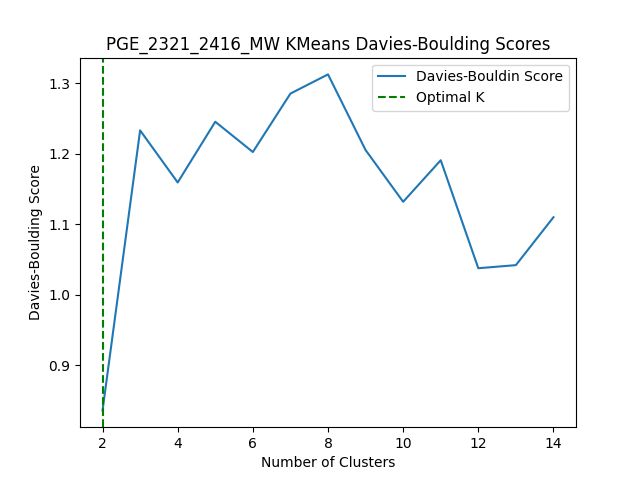 PGE_2321_2416_MW KMeans Davies-Boulding Scores
Davies-Bouldin Score
Optimal K
Davies-Boulding Score
1.3
1.2
1.1
1.0
0.9
2 4 6 8 10 12 14
Number of Clusters